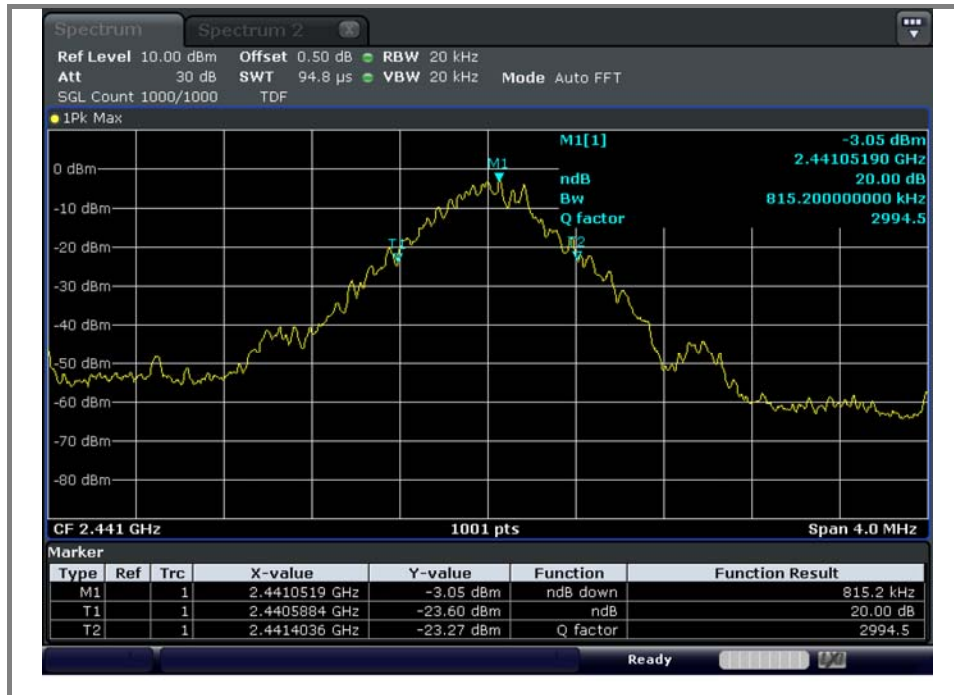 Spectrum Spectrum 2 X
Ref Level 10.00 dBm Offset 0.50 dB RBW 20 kHz
Att 30 dB SWT 94.8 µs VBW 20 kHz Mode Auto FFT
SGL Count 1000/1000 TDF
1Pk Max
M1[1] -3.05 dBm
2.44105190 GHz
ndB 20.00 dB
Bw 815.200000000 kHz
Q factor 2994.5
M1
T1
T2
0 dBm
-10 dBm
-20 dBm
-30 dBm
-40 dBm
-50 dBm
-60 dBm
-70 dBm
-80 dBm
CF 2.441 GHz 1001 pts Span 4.0 MHz
Marker
Type Ref Trc X-value Y-value Function Function Result
M1 1 2.4410519 GHz -3.05 dBm ndB down 815.2 kHz
T1 1 2.4405884 GHz -23.60 dBm ndB 20.00 dB
T2 1 2.4414036 GHz -23.27 dBm Q factor 2994.5
Ready